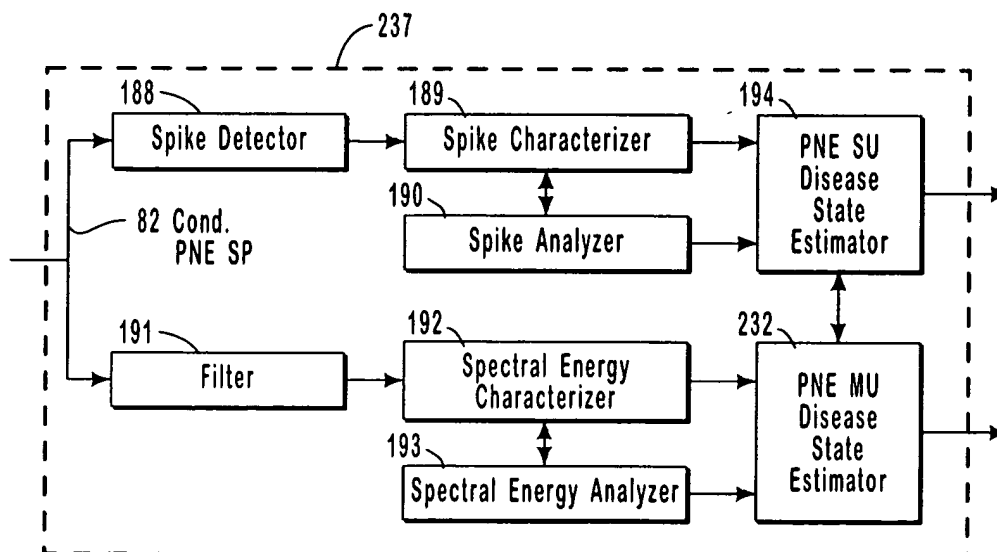 237
188
Spike Detector
189
Spike Characterizer
194
PNE SU
Disease
State
Estimator
190
Spike Analyzer
82 Cond.
PNE SP
191
Filter
192
Spectral Energy
Characterizer
232
PNE MU
Disease
State
Estimator
193
Spectral Energy Analyzer